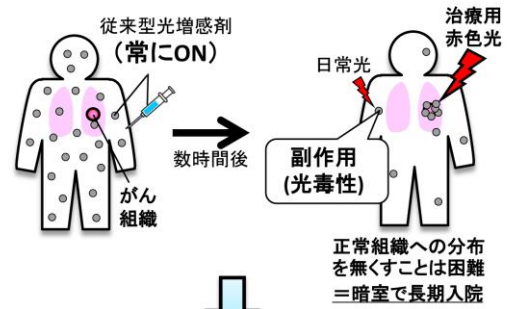 従来型光増感剤
（常にON）
数時間後
がん
組織
治療用
赤色光
日常光
副作用
(光毒性)
正常組織への分布
を無くすことは困難
＝暗室で長期入院